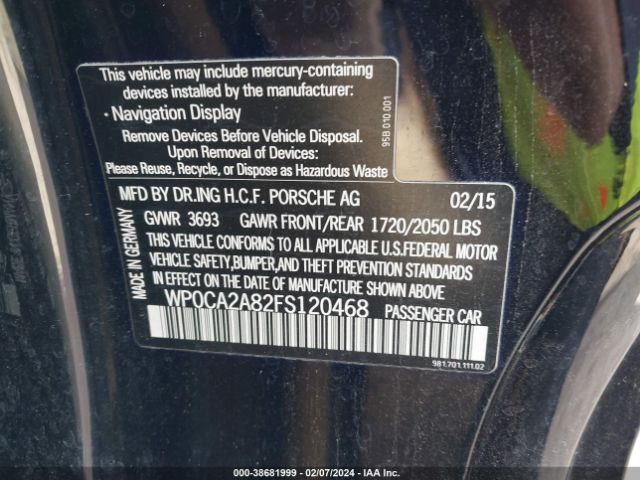 This vehicle may include mercury-containing
devices installed by the manufacturer:
• Navigation Display
Remove Devices Before Vehicle Disposal.
Upon Removal of Devices:
Please Reuse, Recycle, or Dispose as Hazardous Waste
95B.010.001
MFD BY DR.ING H.C.F. PORSCHE AG 02/15
GVWR 3693 GAWR FRONT/REAR 1720/2050 LBS
THIS VEHICLE CONFORMS TO ALL APPLICABLE U.S.FEDERAL MOTOR
VEHICLE SAFETY,BUMPER,AND THEFT PREVENTION STANDARDS
IN EFFECT ON THE DATE OF MANUFACTURE SHOWN ABOVE
WP0CA2A82FS120468 PASSENGER CAR
MADE IN GERMANY
981.701.111.02
000-38681999 - 02/07/2024 - IAA Inc.